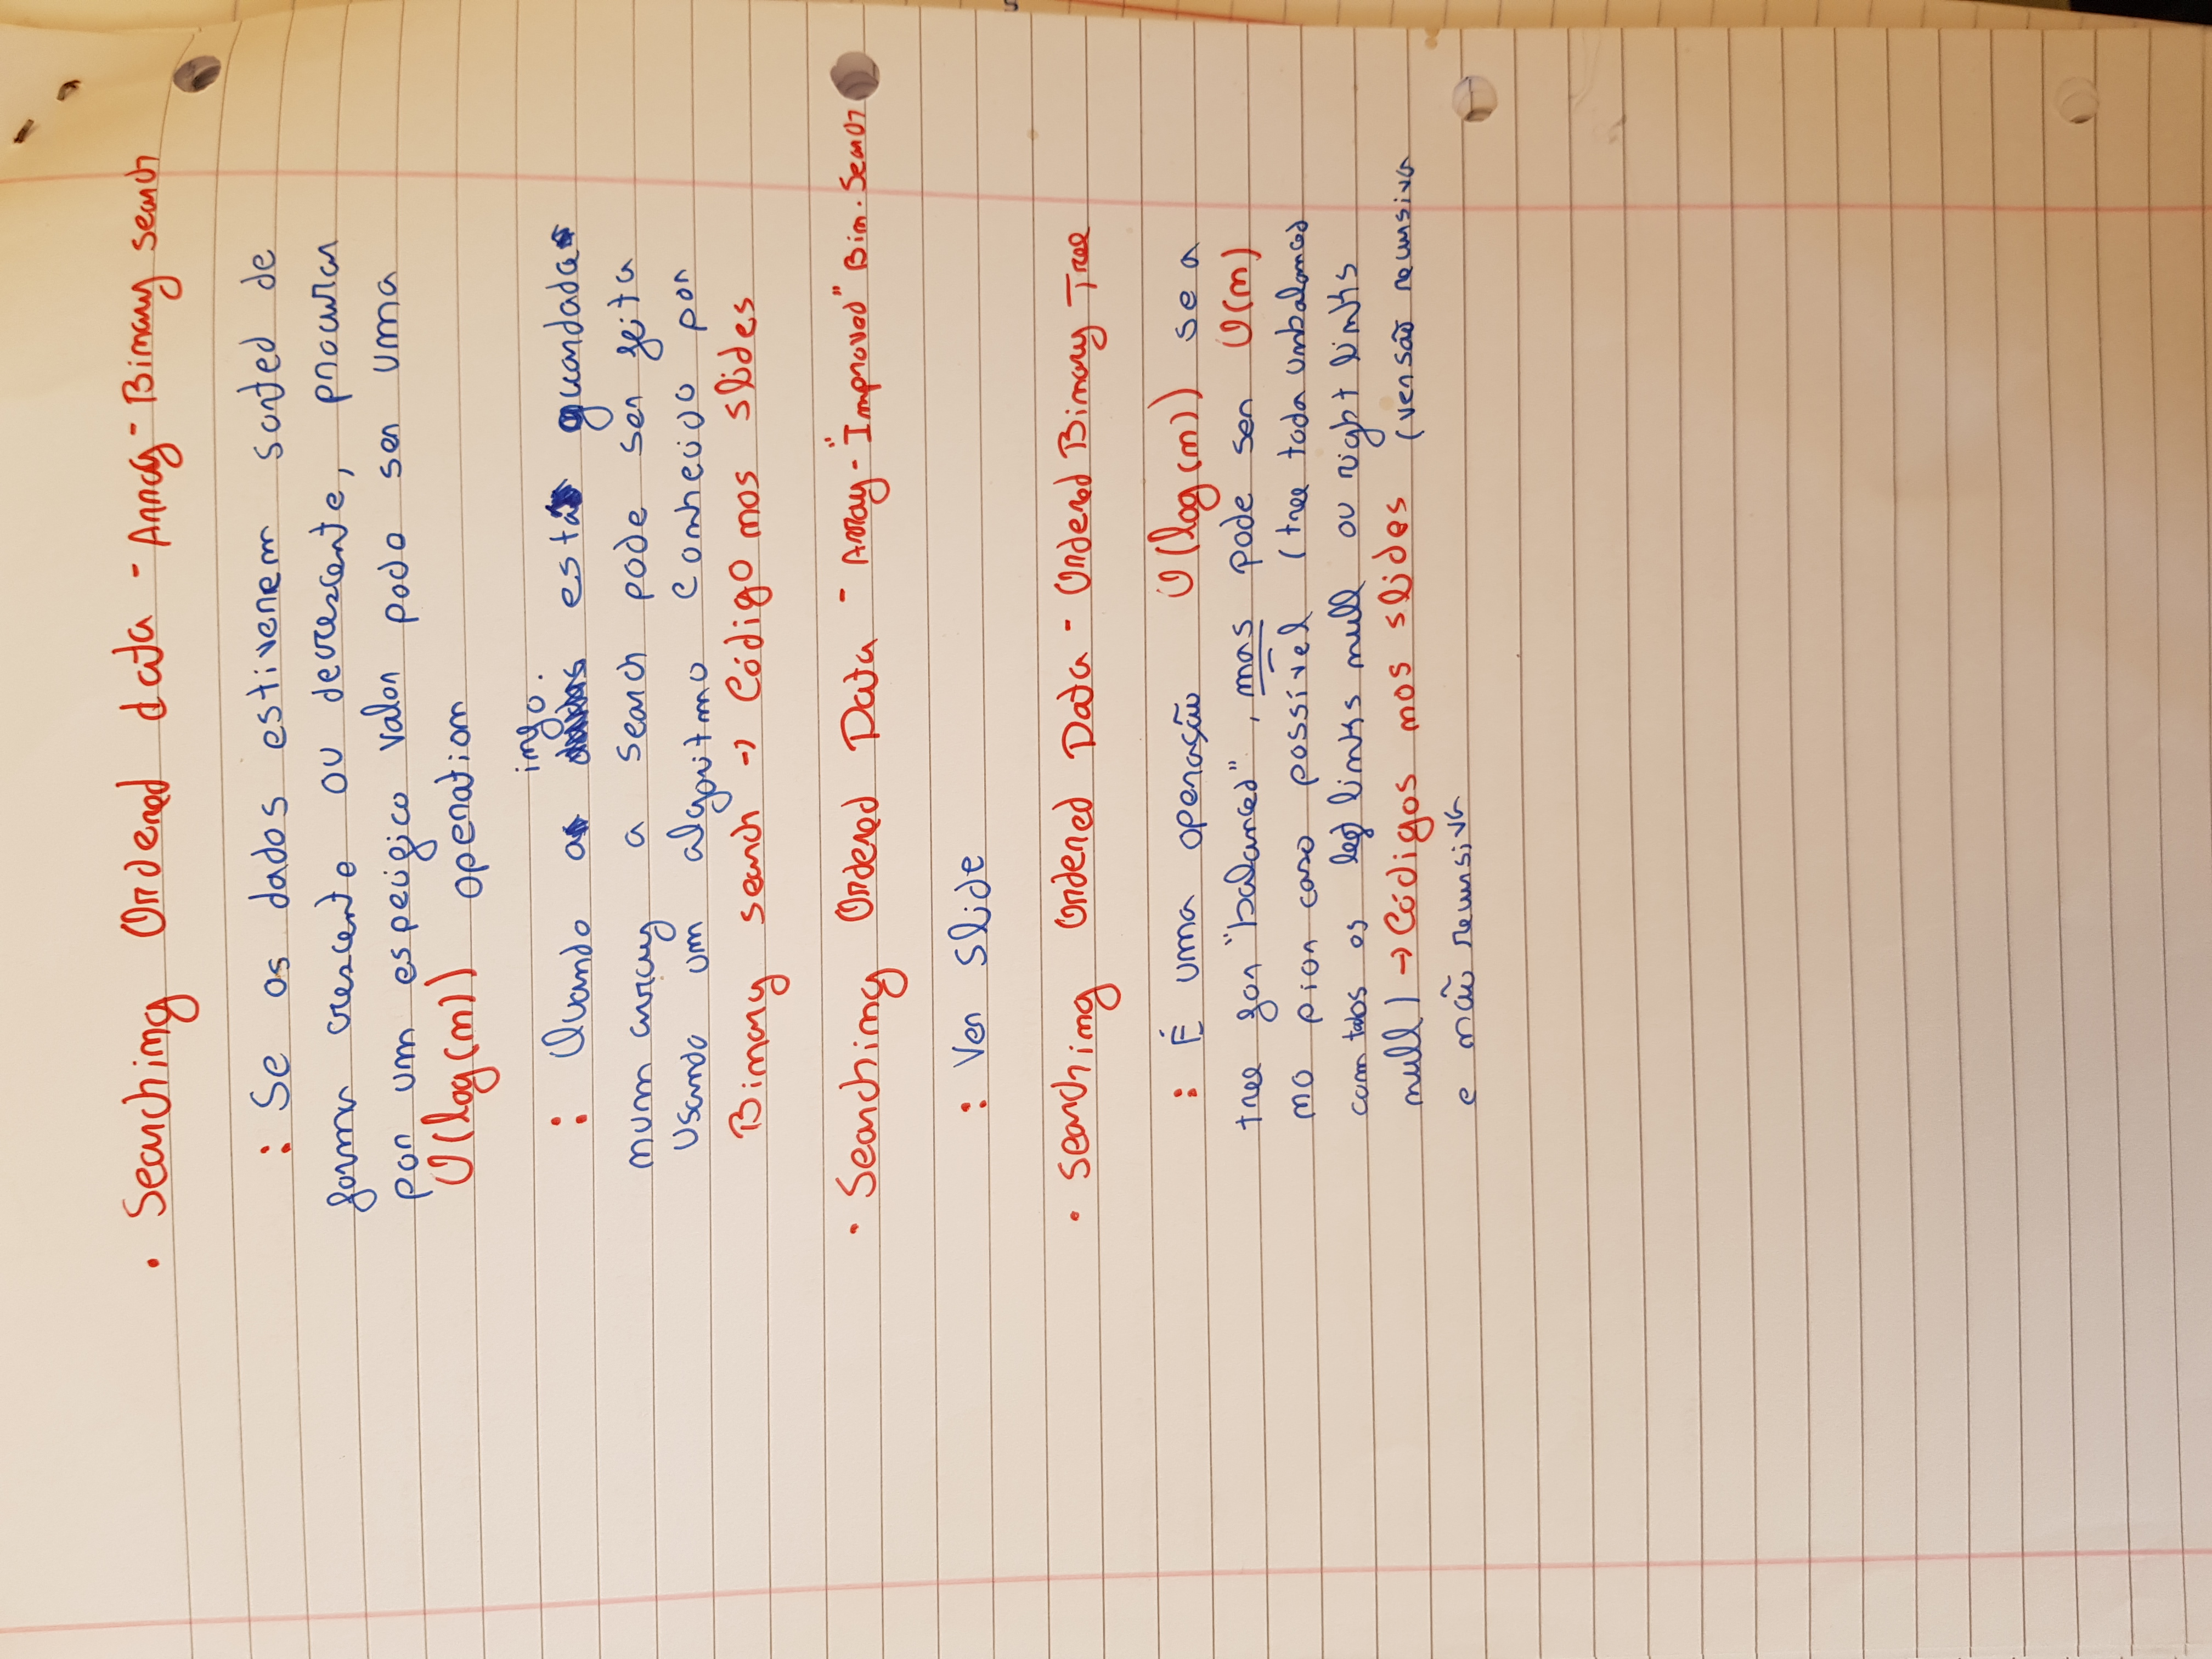 • Searching Ordered data - Array - Binary search
: Se os dados estiverem sorted de
forma crescente ou decrescente, procurar
por um específico valor pode ser uma
O(log(n)) operation
info.
: Quando a está guardada
num array a search pode ser feita
usando um algoritmo conhecido por
Binary search → Código nos slides
• Searching Ordered Data - Array - "Improved" Bin. Search
: Ver slide
• Searching Ordered Data - Ordered Binary Tree
: É uma operação O(log(n)) se a
tree for "balanced", mas pode ser O(n)
no pior caso possível (tree toda unbalanced
com todos os left links null ou right links
null) → Códigos nos slides (versão recursiva
e não recursiva